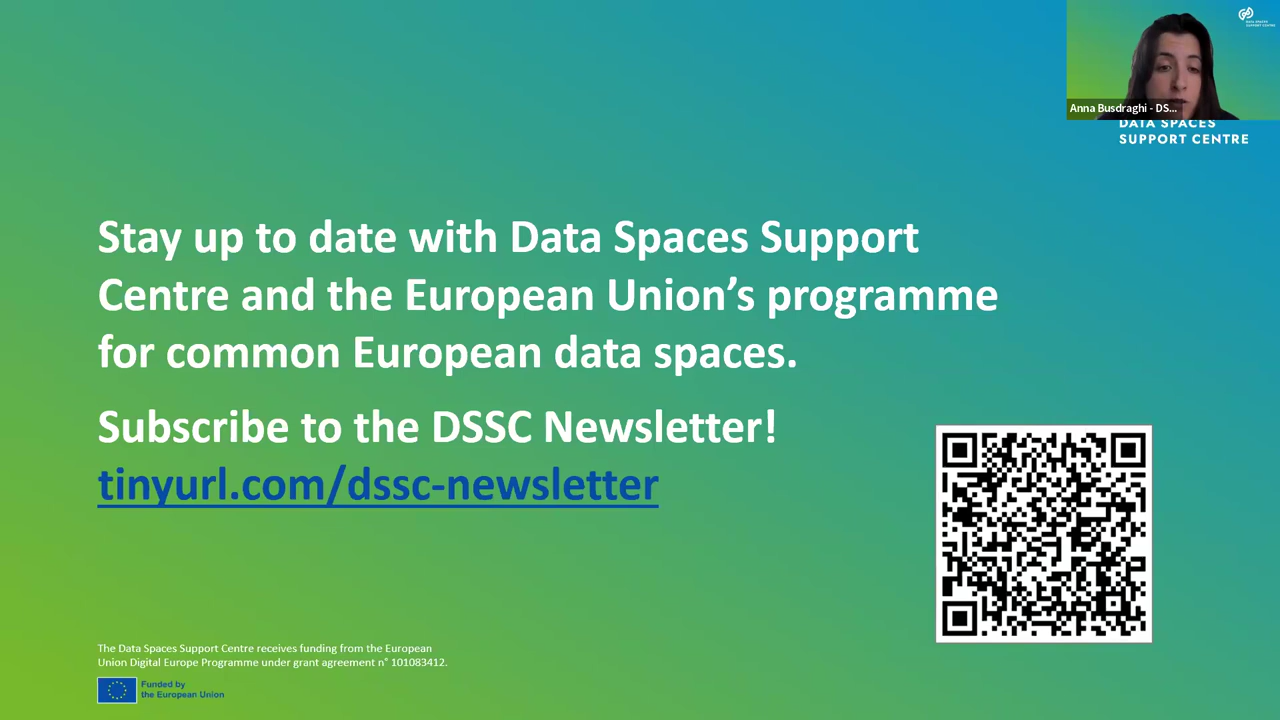 Anna Busdraghi - DS...
DATA SPACES
SUPPORT CENTRE
Stay up to date with Data Spaces Support
Centre and the European Union’s programme
for common European data spaces.
Subscribe to the DSSC Newsletter!
tinyurl.com/dssc-newsletter
The Data Spaces Support Centre receives funding from the European
Union Digital Europe Programme under grant agreement n° 101083412.
Funded by
the European Union